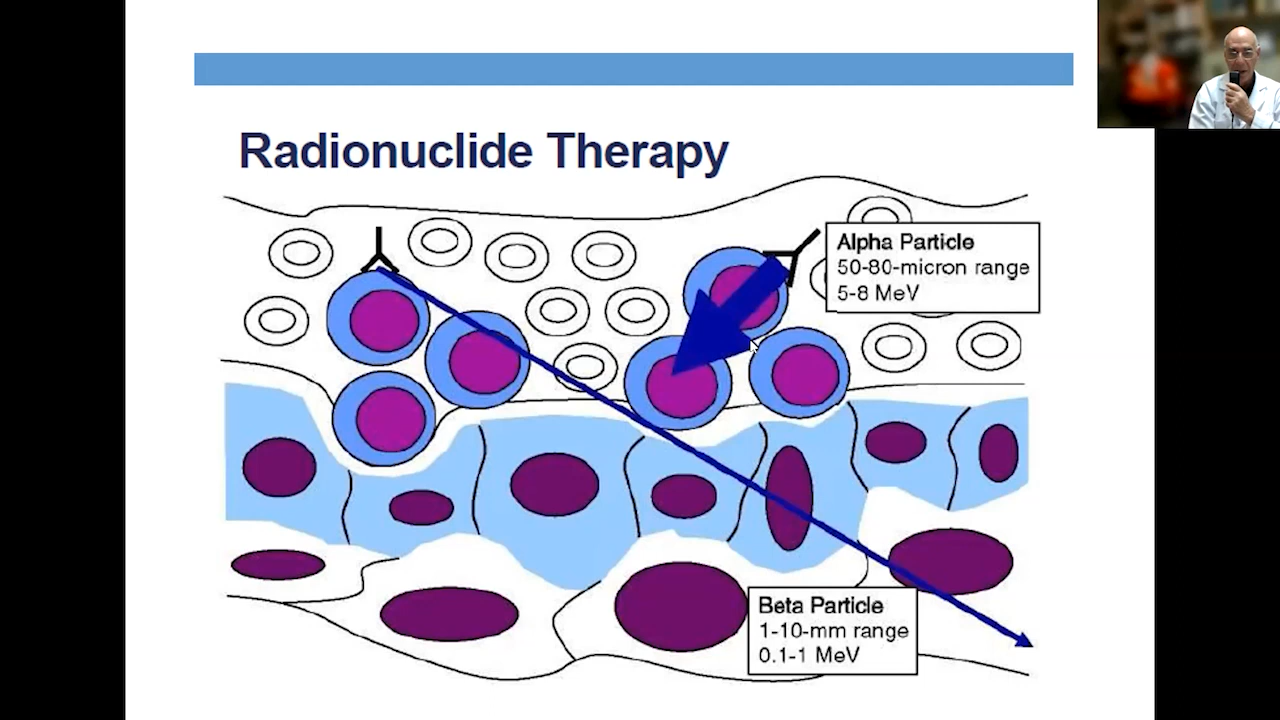 Radionuclide Therapy
Alpha Particle
50-80-micron range
5-8 MeV
Beta Particle
1-10-mm range
0.1-1 MeV